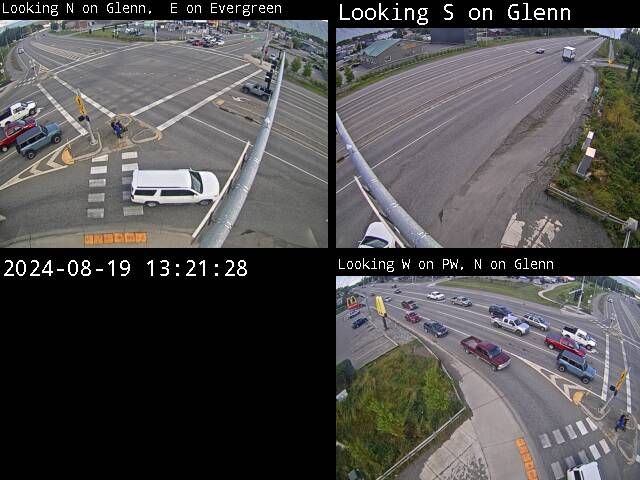 Looking N on Glenn, E on Evergreen
Looking S on Glenn
2024-08-19 13:21:28
Looking W on PW, N on Glenn